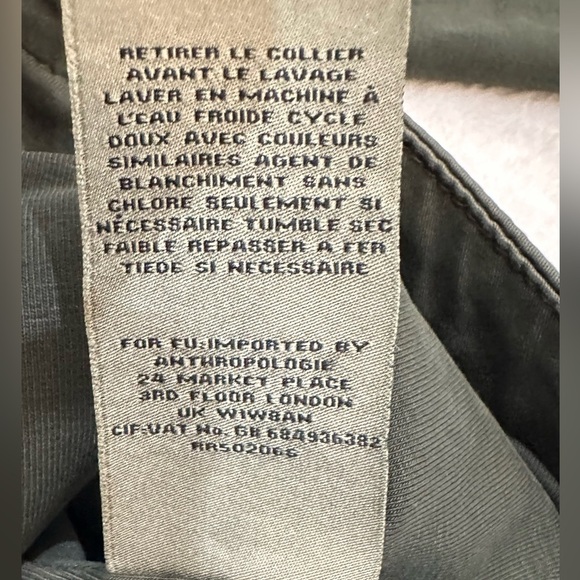 RETIRER LE COLLIER
AVANT LE LAVAGE
LAVER EN MACHINE À
L'EAU FROIDE CYCLE
DOUX AVEC COULEURS
SIMILAIRES AGENT DE
BLANCHIMENT SANS
CHLORE SEULEMENT SI
NÉCESSAIRE TUMBLE SEC
FAIBLE REPASSER A FER
TIEDE SI NECESSAIRE
FOR EU:IMPORTED BY
ANTHROPOLOGIE
24 MARKET PLACE
3RD FLOOR LONDON
UK W1W8AN
CIF-VAT No. GB 684936382
RR502066